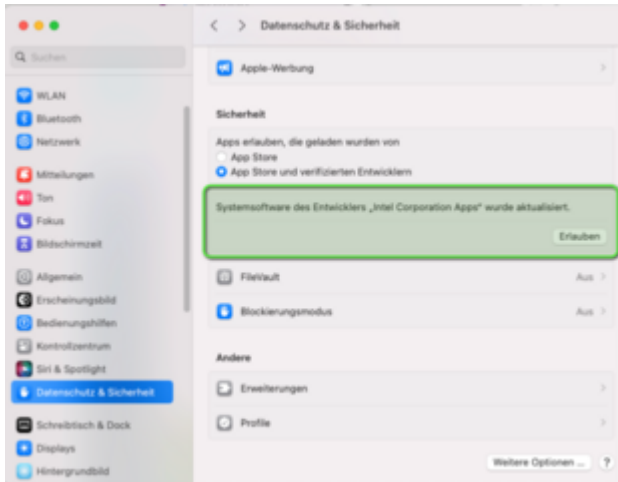 Datenschutz & Sicherheit
Suchen
WLAN
Bluetooth
Netzwerk
Mitteilungen
Ton
Fokus
Bildschirmzeit
Allgemein
Erscheinungsbild
Bedienungshilfen
Kontrollzentrum
Siri & Spotlight
Datenschutz & Sicherheit
Schreibtisch & Dock
Displays
Hintergrundbild
Apple-Werbung
Sicherheit
Apps erlauben, die geladen wurden von
App Store
App Store und verifizierten Entwicklern
Systemsoftware des Entwicklers „Intel Corporation Apps“ wurde aktualisiert.
Erlauben
FileVault Aus
Blockierungsmodus Aus
Andere
Erweiterungen
Profile
Weitere Optionen ... ?